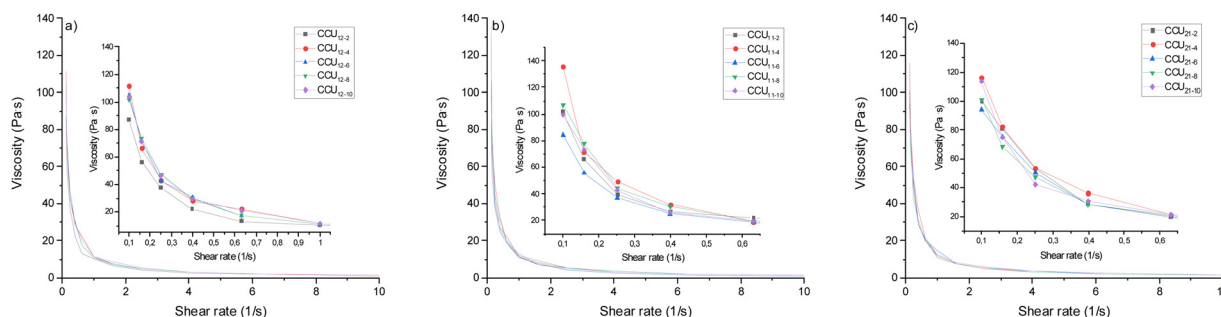 a)
140
120
100
80
60
40
20
0
Viscosity (Pa·s)
0 2 4 6 8 10
Shear rate (1/s)
CCU12-2
CCU12-4
CCU12-6
CCU12-8
CCU12-10
140
120
100
80
60
40
20
Viscosity (Pa·s)
0,1 0,2 0,3 0,4 0,5 0,6 0,7 0,8 0,9 1
Shear rate (1/s)
b)
140
120
100
80
60
40
20
0
Viscosity (Pa·s)
0 2 4 6 8 10
Shear rate (1/s)
CCU11-2
CCU11-4
CCU11-6
CCU11-8
CCU11-10
140
120
100
80
60
40
20
Viscosity (Pa·s)
0,1 0,2 0,3 0,4 0,5 0,6
Shear rate (1/s)
c)
140
120
100
80
60
40
20
0
Viscosity (Pa·s)
0 2 4 6 8 10
Shear rate (1/s)
CCU21-2
CCU21-4
CCU21-6
CCU21-8
CCU21-10
140
120
100
80
60
40
20
Viscosity (Pa·s)
0,1 0,2 0,3 0,4 0,5 0,6
Shear rate (1/s)